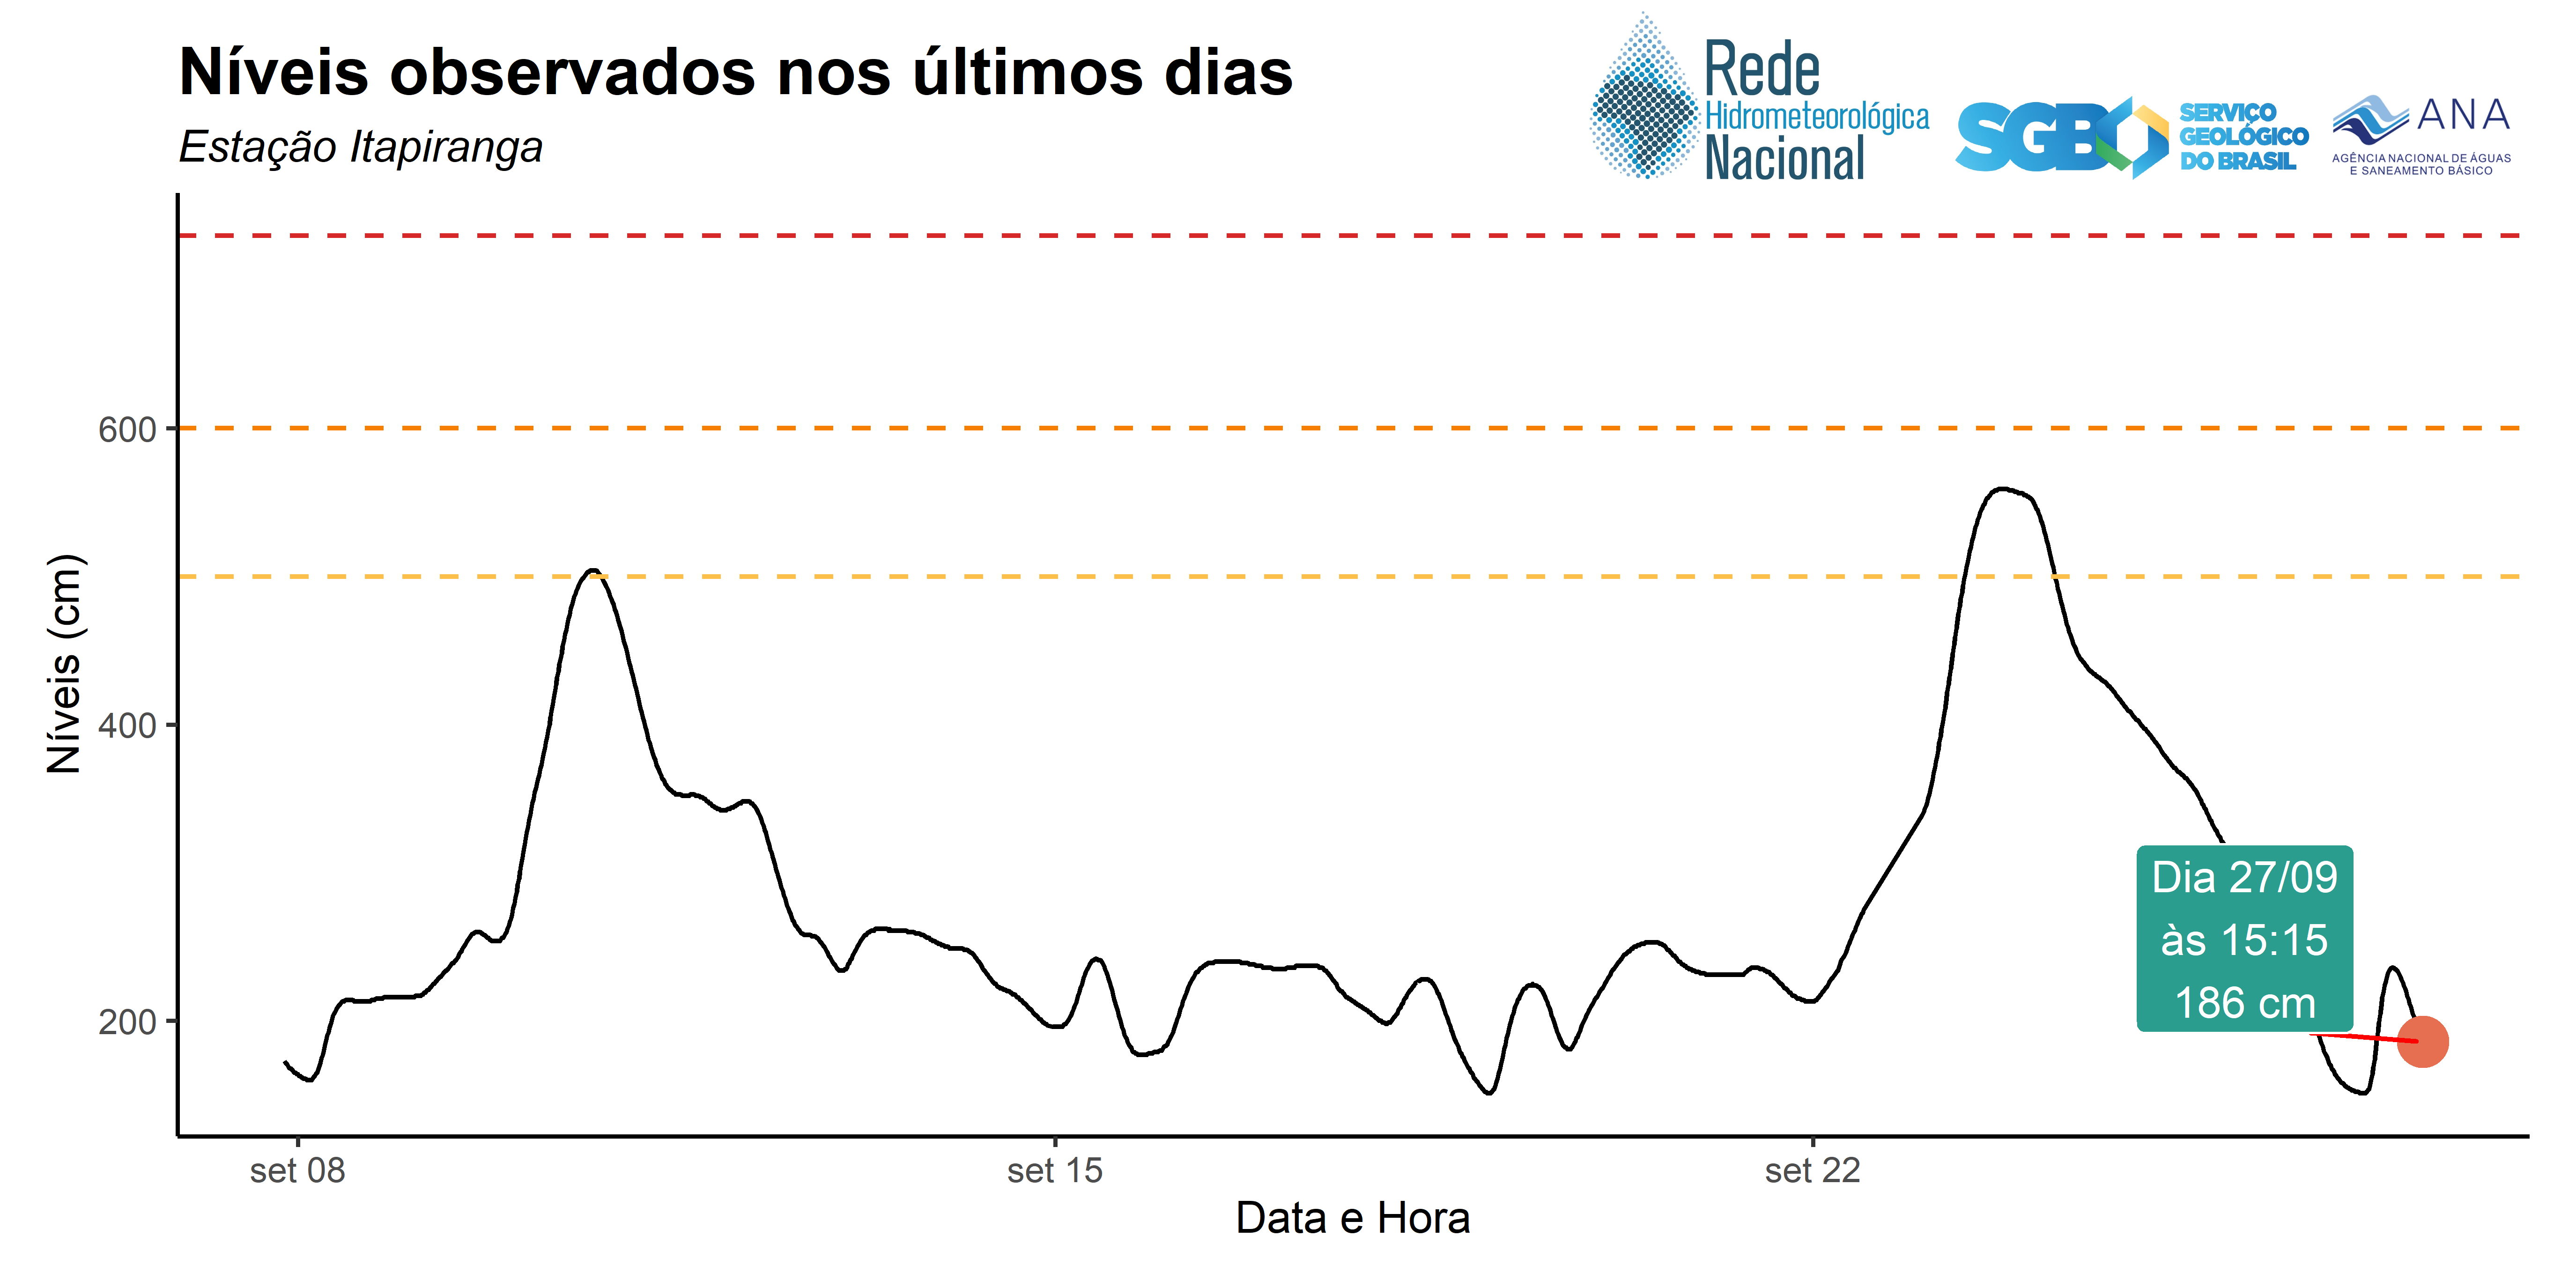 Níveis observados nos últimos dias
Estação Itapiranga
Rede
Hidrometeorológica
Nacional
SGB
SERVIÇO
GEOLÓGICO
DO BRASIL
ANA
AGÊNCIA NACIONAL DE ÁGUAS
E SANEAMENTO BÁSICO
Níveis (cm)
600
400
200
Dia 27/09
às 15:15
186 cm
set 08
set 15
set 22
Data e Hora